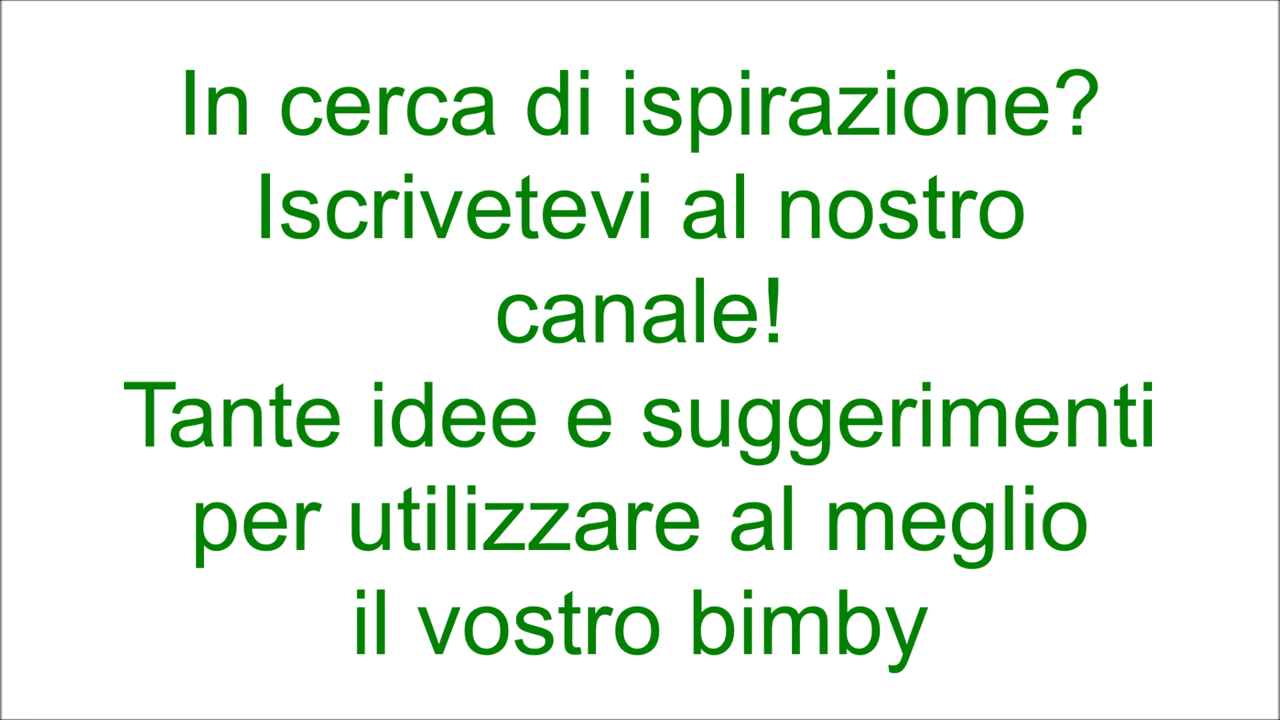 In cerca di ispirazione?
Iscrivetevi al nostro
canale!
Tante idee e suggerimenti
per utilizzare al meglio
il vostro bimby